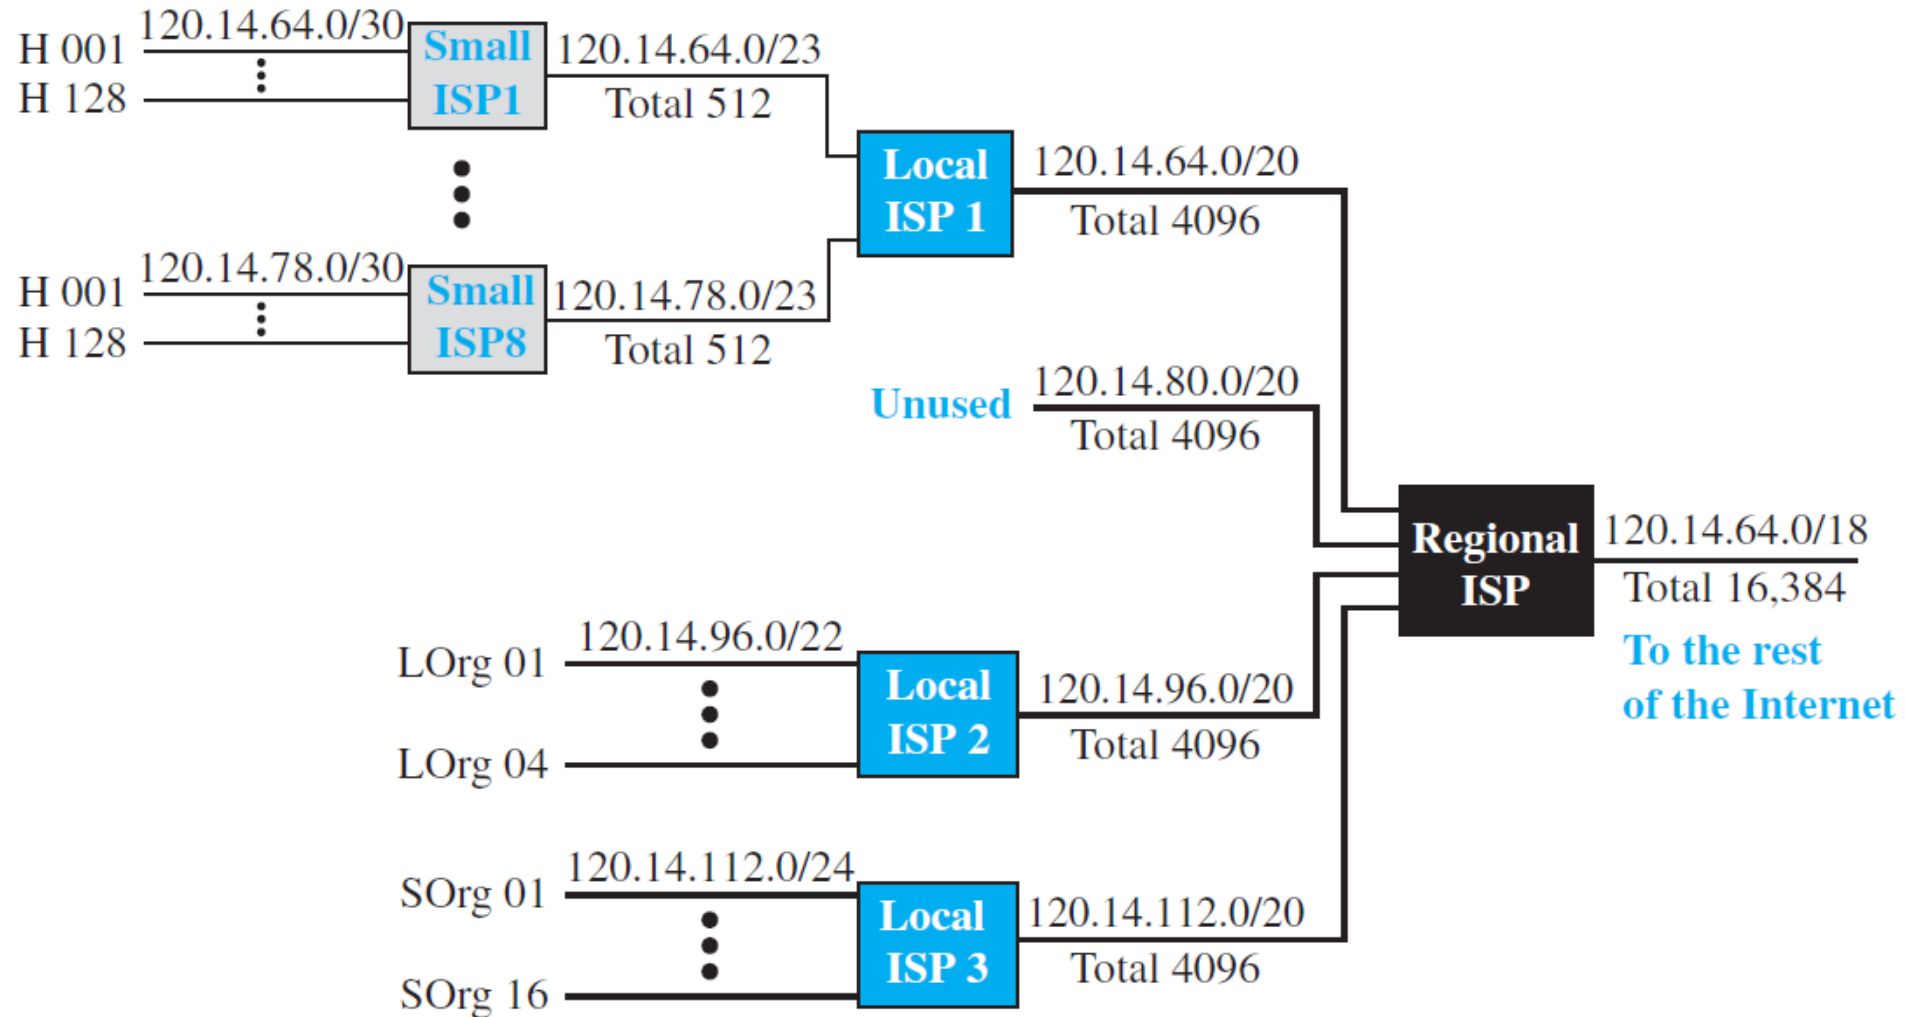 H 001
120.14.64.0/30
H 128
Small
ISP1
120.14.64.0/23
Total 512
H 001
120.14.78.0/30
H 128
Small
ISP8
120.14.78.0/23
Total 512
Local
ISP 1
120.14.64.0/20
Total 4096
Unused
120.14.80.0/20
Total 4096
LOrg 01
120.14.96.0/22
LOrg 04
Local
ISP 2
120.14.96.0/20
Total 4096
SOrg 01
120.14.112.0/24
SOrg 16
Local
ISP 3
120.14.112.0/20
Total 4096
Regional
ISP
120.14.64.0/18
Total 16,384
To the rest
of the Internet